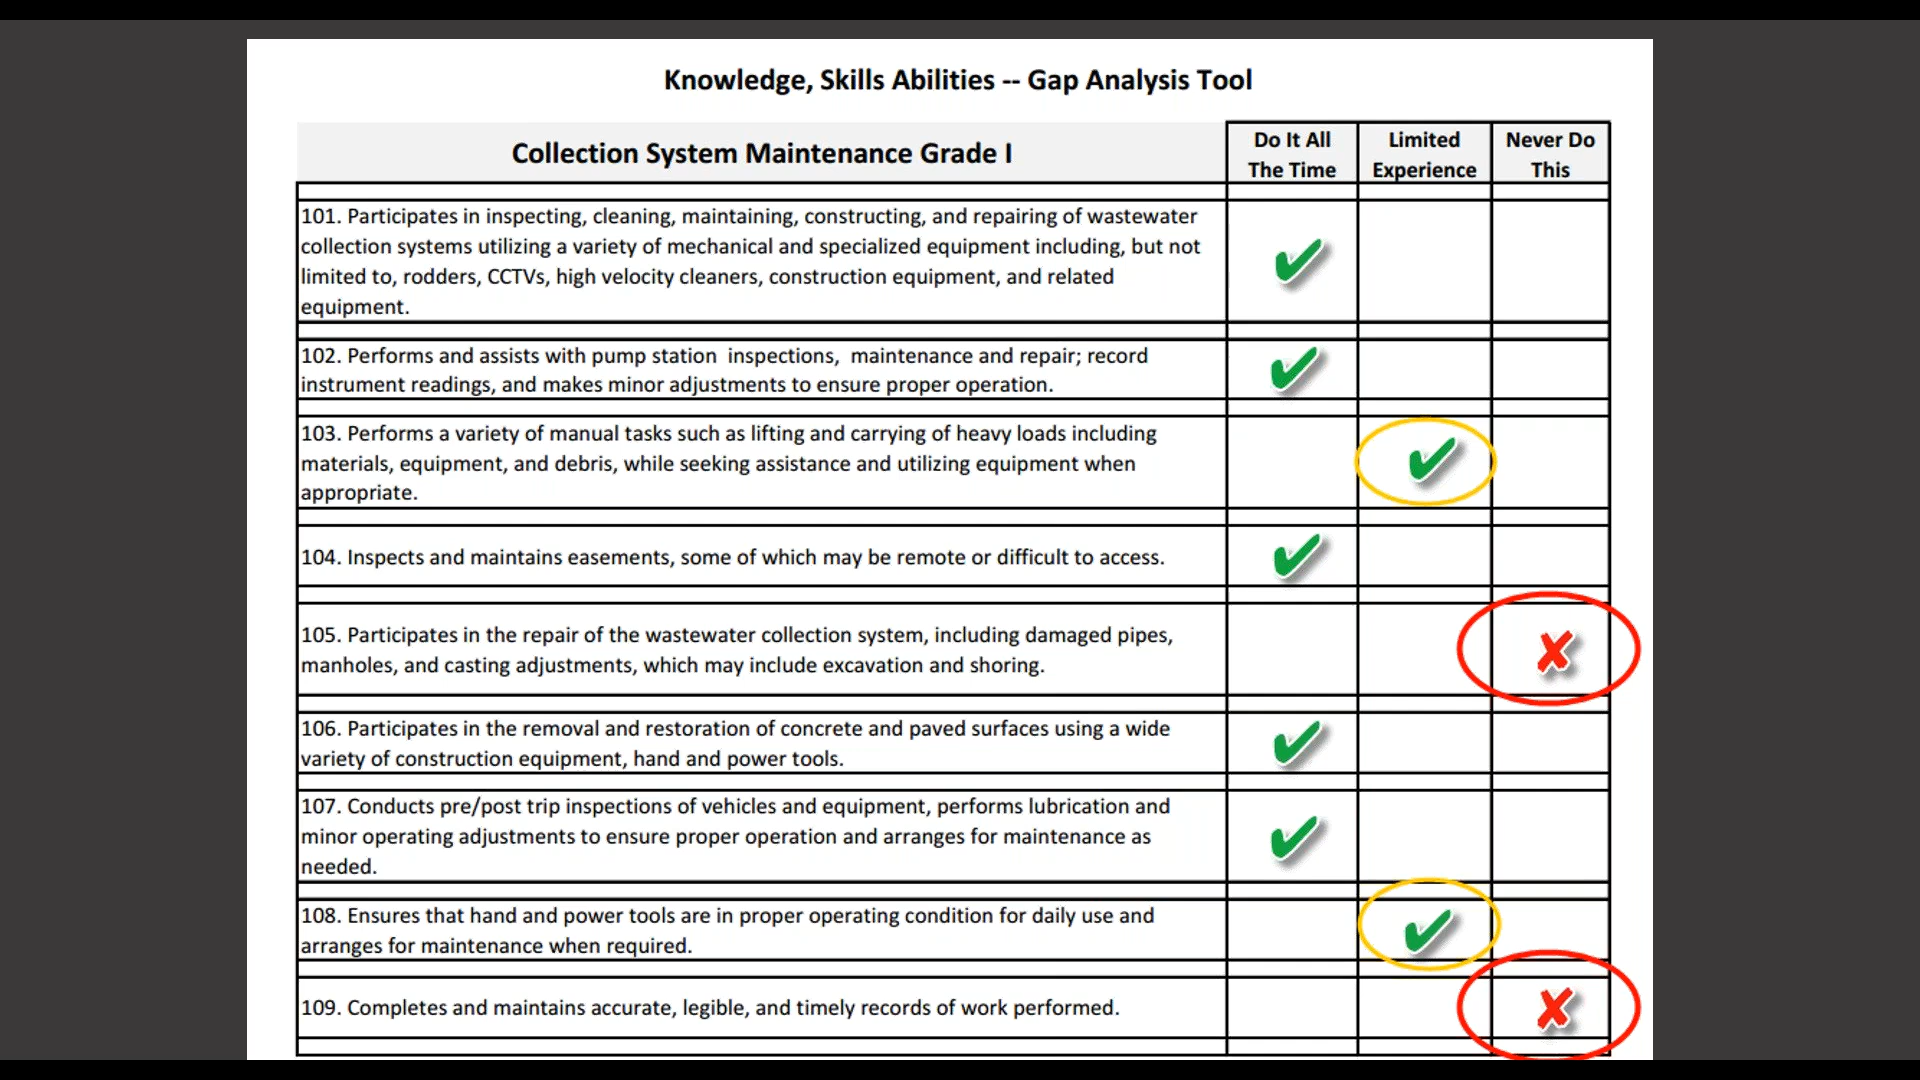 Knowledge, Skills Abilities -- Gap Analysis Tool
Collection System Maintenance Grade I
Do It All
The Time
Limited
Experience
Never Do
This
101. Participates in inspecting, cleaning, maintaining, constructing, and repairing of wastewater
collection systems utilizing a variety of mechanical and specialized equipment including, but not
limited to, rodders, CCTVs, high velocity cleaners, construction equipment, and related
equipment.
102. Performs and assists with pump station  inspections,  maintenance and repair; record
instrument readings, and makes minor adjustments to ensure proper operation.
103. Performs a variety of manual tasks such as lifting and carrying of heavy loads including
materials, equipment, and debris, while seeking assistance and utilizing equipment when
appropriate.
104. Inspects and maintains easements, some of which may be remote or difficult to access.
105. Participates in the repair of the wastewater collection system, including damaged pipes,
manholes, and casting adjustments, which may include excavation and shoring.
106. Participates in the removal and restoration of concrete and paved surfaces using a wide
variety of construction equipment, hand and power tools.
107. Conducts pre/post trip inspections of vehicles and equipment, performs lubrication and
minor operating adjustments to ensure proper operation and arranges for maintenance as
needed.
108. Ensures that hand and power tools are in proper operating condition for daily use and
arranges for maintenance when required.
109. Completes and maintains accurate, legible, and timely records of work performed.